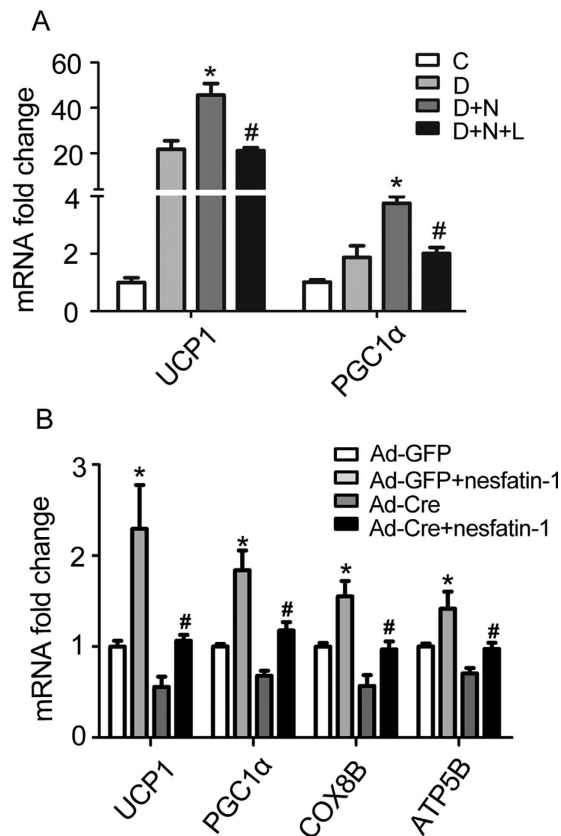 A
mRNA fold change
60
40
20
4
2
0
*
#
*
#
C
D
D+N
D+N+L
UCP1
PGC1α
B
mRNA fold change
3
2
1
0
Ad-GFP
Ad-GFP+nesfatin-1
Ad-Cre
Ad-Cre+nesfatin-1
*
#
*
#
*
#
*
#
UCP1
PGC1α
COX8B
ATP5B